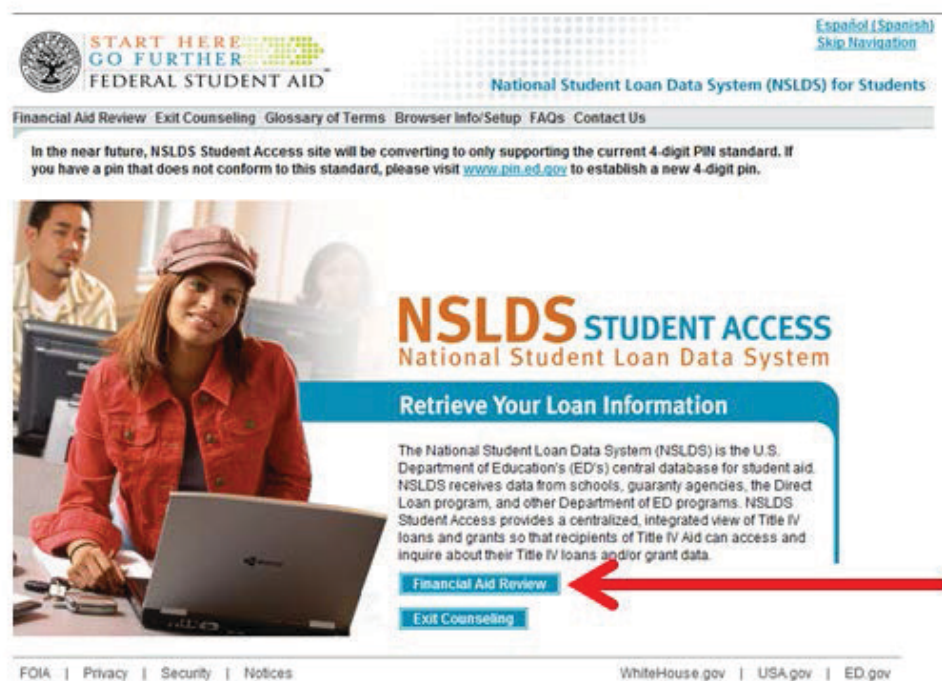 START HERE
GO FURTHER
FEDERAL STUDENT AID™
Español (Spanish)
Skip Navigation
National Student Loan Data System (NSLDS) for Students
Financial Aid Review Exit Counseling Glossary of Terms Browser Info/Setup FAQs Contact Us
In the near future, NSLDS Student Access site will be converting to only supporting the current 4-digit PIN standard. If
you have a pin that does not conform to this standard, please visit www.pin.ed.gov to establish a new 4-digit pin.
NSLDS STUDENT ACCESS
National Student Loan Data System
Retrieve Your Loan Information
The National Student Loan Data System (NSLDS) is the U.S.
Department of Education's (ED's) central database for student aid.
NSLDS receives data from schools, guaranty agencies, the Direct
Loan program, and other Department of ED programs. NSLDS
Student Access provides a centralized, integrated view of Title IV
loans and grants so that recipients of Title IV Aid can access and
inquire about their Title IV loans and/or grant data.
Financial Aid Review
Exit Counseling
FOIA | Privacy | Security | Notices
WhiteHouse.gov | USA.gov | ED.gov